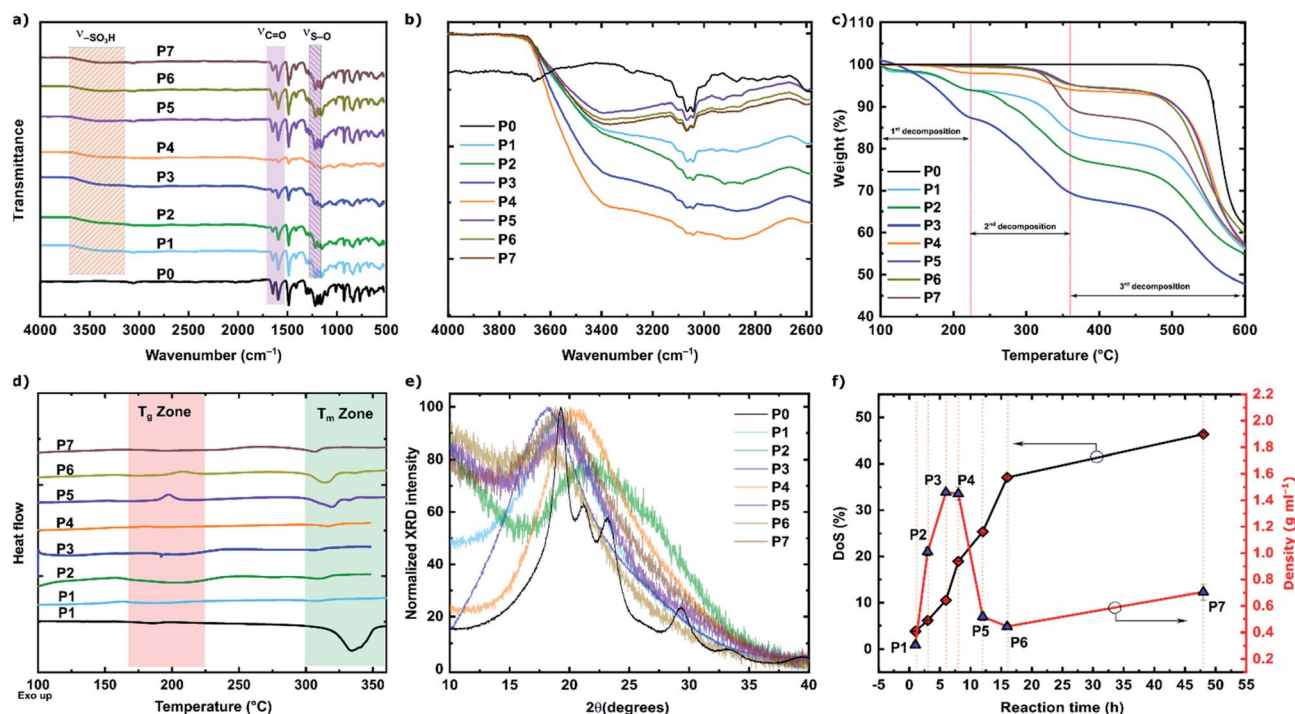 a)
ν–SO₃H
νC=O
νS–O
P7
P6
P5
P4
P3
P2
P1
P0
Transmittance
4000 3500 3000 2500 2000 1500 1000 500
Wavenumber (cm⁻¹)
b)
P0
P1
P2
P3
P4
P5
P6
P7
4000 3800 3600 3400 3200 3000 2800 2600
Wavenumber (cm⁻¹)
c)
110
100
90
80
70
60
50
40
Weight (%)
1st decomposition
2nd decomposition
3rd decomposition
P0
P1
P2
P3
P4
P5
P6
P7
100 200 300 400 500 600
Temperature (°C)
d)
Tg Zone
Tm Zone
P7
P6
P5
P4
P3
P2
P1
P1
Heat flow
100 150 200 250 300 350
Exo up
Temperature (°C)
e)
100
80
60
40
20
0
Normalized XRD intensity
P0
P1
P2
P3
P4
P5
P6
P7
10 15 20 25 30 35 40
2θ(degrees)
f)
50
40
30
20
10
0
DoS (%)
P3
P4
P2
P1
P5
P6
P7
2.2
2.0
1.8
1.6
1.4
1.2
1.0
0.8
0.6
0.4
0.2
Density (g ml⁻¹)
-5 0 5 10 15 20 25 30 35 40 45 50 55
Reaction time (h)